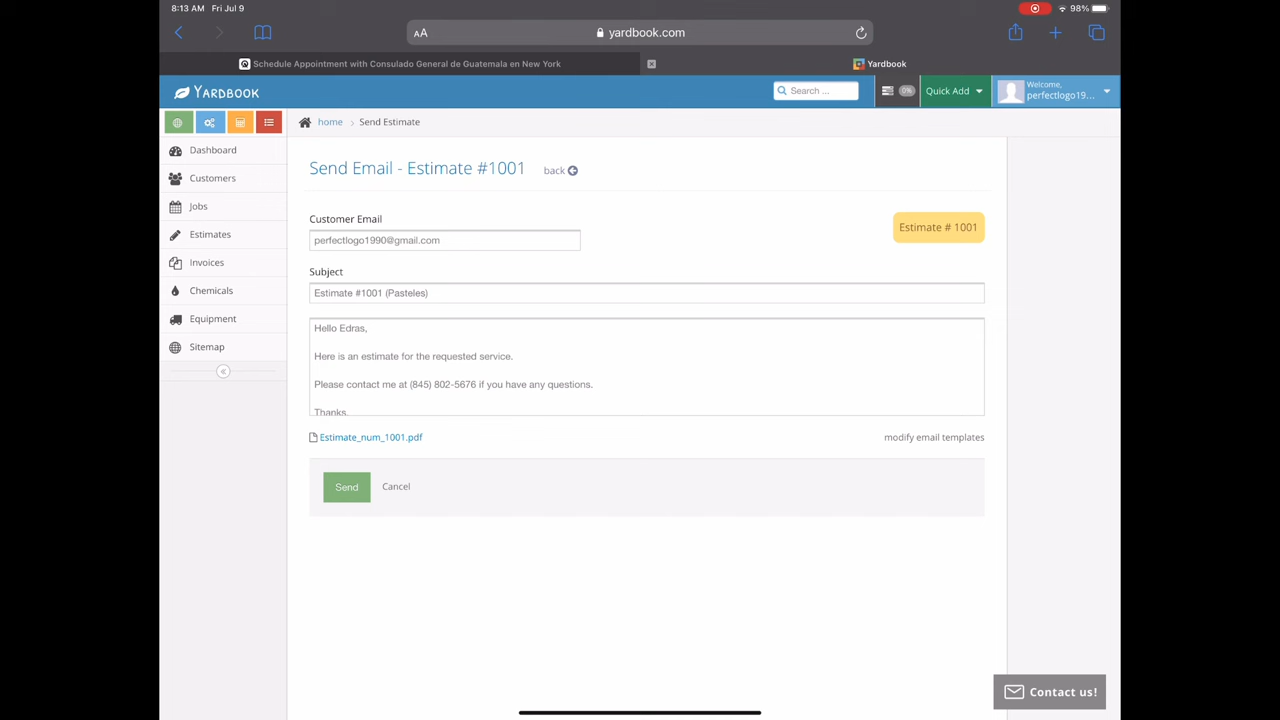 8:13 AM Fri Jul 9
98%
AA
yardbook.com
Schedule Appointment with Consulado General de Guatemala en New York
Yardbook
YARDBOOK
Search ...
0%
Quick Add
Welcome,
perfectlogo19...
home
Send Estimate
Dashboard
Customers
Jobs
Estimates
Invoices
Chemicals
Equipment
Sitemap
Send Email - Estimate #1001
back
Customer Email
perfectlogo1990@gmail.com
Estimate # 1001
Subject
Estimate #1001 (Pasteles)
Hello Edras,
Here is an estimate for the requested service.
Please contact me at (845) 802-5676 if you have any questions.
Thanks.
Estimate_num_1001.pdf
modify email templates
Send
Cancel
Contact us!